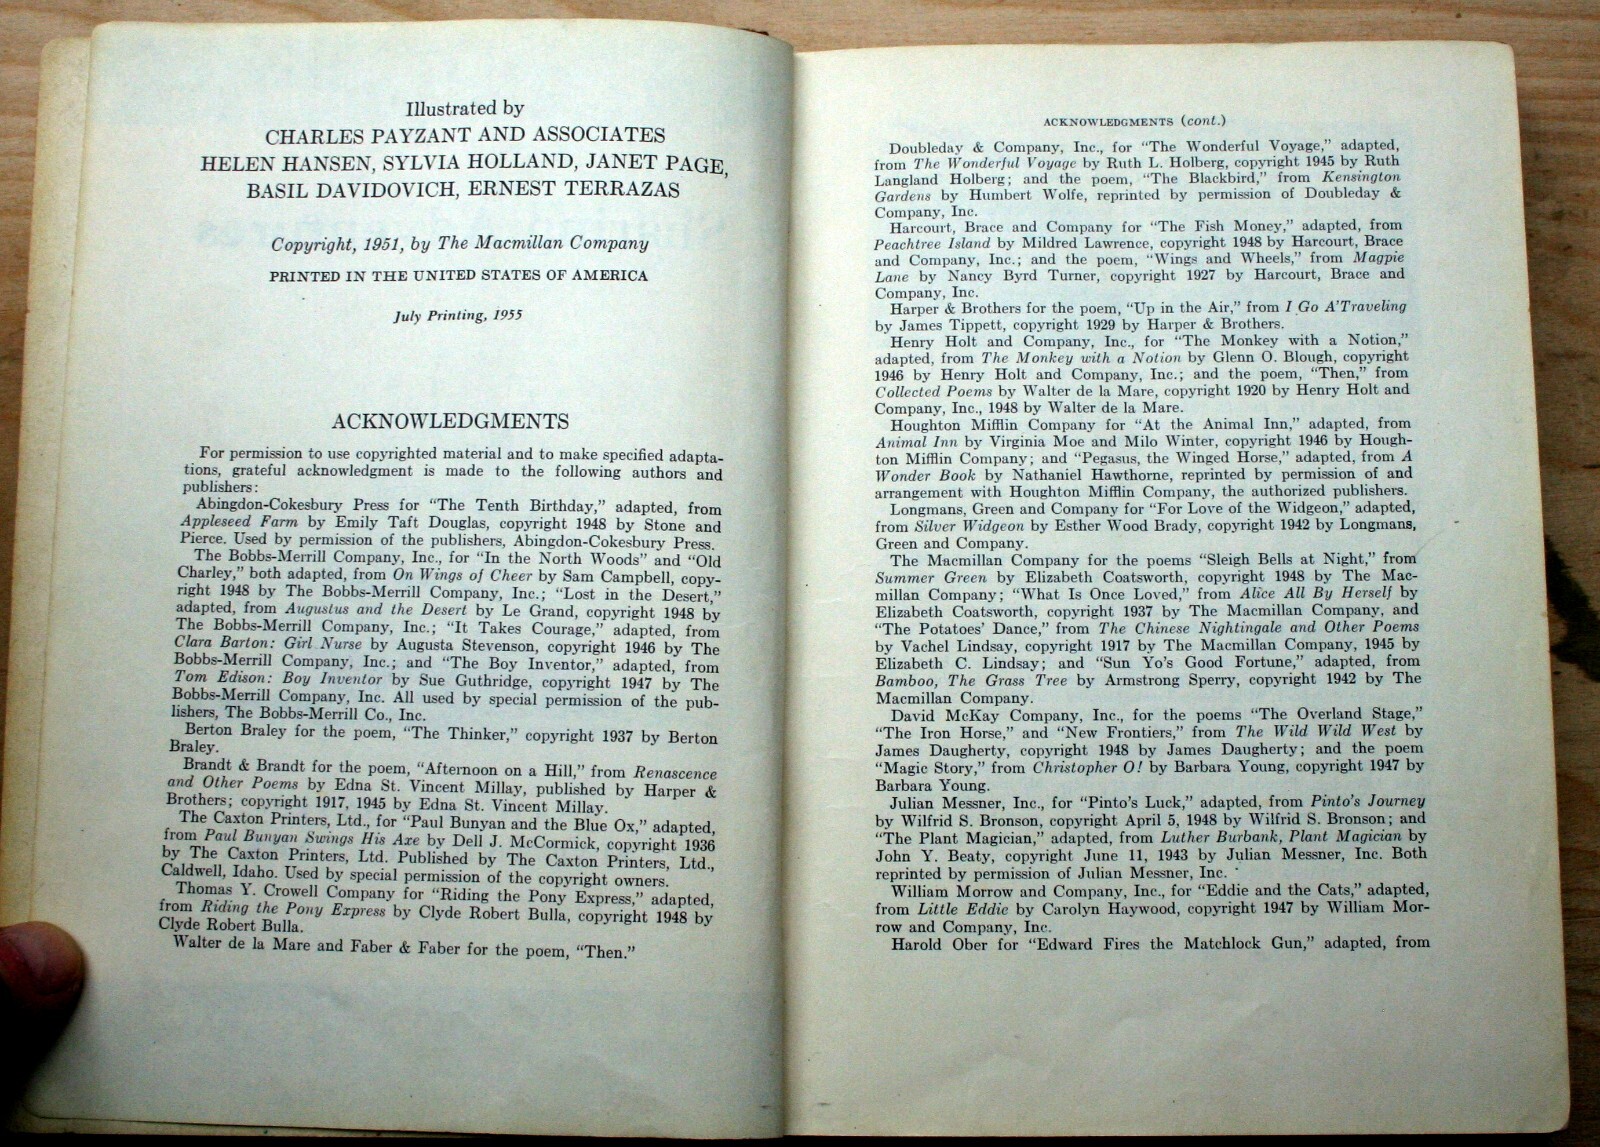 Illustrated by
CHARLES PAYZANT AND ASSOCIATES
HELEN HANSEN, SYLVIA HOLLAND, JANET PAGE,
BASIL DAVIDOVICH, ERNEST TERRAZAS
Copyright, 1951, by The Macmillan Company
PRINTED IN THE UNITED STATES OF AMERICA
July Printing, 1955
ACKNOWLEDGMENTS
For permission to use copyrighted material and to make specified adapta-
tions, grateful acknowledgment is made to the following authors and
publishers:
Abingdon-Cokesbury Press for “The Tenth Birthday,” adapted, from
Appleseed Farm by Emily Taft Douglas, copyright 1948 by Stone and
Pierce. Used by permission of the publishers, Abingdon-Cokesbury Press.
The Bobbs-Merrill Company, Inc., for “In the North Woods” and “Old
Charley,” both adapted, from On Wings of Cheer by Sam Campbell, copy-
right 1948 by The Bobbs-Merrill Company, Inc.; “Lost in the Desert,”
adapted, from Augustus and the Desert by Le Grand, copyright 1948 by
The Bobbs-Merrill Company, Inc.; “It Takes Courage,” adapted, from
Clara Barton: Girl Nurse by Augusta Stevenson, copyright 1946 by The
Bobbs-Merrill Company, Inc.; and “The Boy Inventor,” adapted, from
Tom Edison: Boy Inventor by Sue Guthridge, copyright 1947 by The
Bobbs-Merrill Company, Inc. All used by special permission of the pub-
lishers, The Bobbs-Merrill Co., Inc.
Berton Braley for the poem, “The Thinker,” copyright 1937 by Berton
Braley.
Brandt & Brandt for the poem, “Afternoon on a Hill,” from Renascence
and Other Poems by Edna St. Vincent Millay, published by Harper &
Brothers; copyright 1917, 1945 by Edna St. Vincent Millay.
The Caxton Printers, Ltd., for “Paul Bunyan and the Blue Ox,” adapted,
from Paul Bunyan Swings His Axe by Dell J. McCormick, copyright 1936
by The Caxton Printers, Ltd. Published by The Caxton Printers, Ltd.,
Caldwell, Idaho. Used by special permission of the copyright owners.
Thomas Y. Crowell Company for “Riding the Pony Express,” adapted,
from Riding the Pony Express by Clyde Robert Bulla, copyright 1948 by
Clyde Robert Bulla.
Walter de la Mare and Faber & Faber for the poem, “Then.”
ACKNOWLEDGMENTS (cont.)
Doubleday & Company, Inc., for “The Wonderful Voyage,” adapted,
from The Wonderful Voyage by Ruth L. Holberg, copyright 1945 by Ruth
Langland Holberg; and the poem, “The Blackbird,” from Kensington
Gardens by Humbert Wolfe, reprinted by permission of Doubleday &
Company, Inc.
Harcourt, Brace and Company for “The Fish Money,” adapted, from
Peachtree Island by Mildred Lawrence, copyright 1948 by Harcourt, Brace
and Company, Inc.; and the poem, “Wings and Wheels,” from Magpie
Lane by Nancy Byrd Turner, copyright 1927 by Harcourt, Brace and
Company, Inc.
Harper & Brothers for the poem, “Up in the Air,” from I Go A’Traveling
by James Tippett, copyright 1929 by Harper & Brothers.
Henry Holt and Company, Inc., for “The Monkey with a Notion,”
adapted, from The Monkey with a Notion by Glenn O. Blough, copyright
1946 by Henry Holt and Company, Inc.; and the poem, “Then,” from
Collected Poems by Walter de la Mare, copyright 1920 by Henry Holt and
Company, Inc., 1948 by Walter de la Mare.
Houghton Mifflin Company for “At the Animal Inn,” adapted, from
Animal Inn by Virginia Moe and Milo Winter, copyright 1946 by Hough-
ton Mifflin Company; and “Pegasus, the Winged Horse,” adapted, from A
Wonder Book by Nathaniel Hawthorne, reprinted by permission of and
arrangement with Houghton Mifflin Company, the authorized publishers.
Longmans, Green and Company for “For Love of the Widgeon,” adapted,
from Silver Widgeon by Esther Wood Brady, copyright 1942 by Longmans,
Green and Company.
The Macmillan Company for the poems “Sleigh Bells at Night,” from
Summer Green by Elizabeth Coatsworth, copyright 1948 by The Mac-
millan Company; “What Is Once Loved,” from Alice All By Herself by
Elizabeth Coatsworth, copyright 1937 by The Macmillan Company, and
“The Potatoes’ Dance,” from The Chinese Nightingale and Other Poems
by Vachel Lindsay, copyright 1917 by The Macmillan Company, 1945 by
Elizabeth C. Lindsay; and “Sun Yo’s Good Fortune,” adapted, from
Bamboo, The Grass Tree by Armstrong Sperry, copyright 1942 by The
Macmillan Company.
David McKay Company, Inc., for the poems “The Overland Stage,”
“The Iron Horse,” and “New Frontiers,” from The Wild Wild West by
James Daugherty, copyright 1948 by James Daugherty; and the poem
“Magic Story,” from Christopher O! by Barbara Young, copyright 1947 by
Barbara Young.
Julian Messner, Inc., for “Pinto’s Luck,” adapted, from Pinto’s Journey
by Wilfrid S. Bronson, copyright April 5, 1948 by Wilfrid S. Bronson; and
“The Plant Magician,” adapted, from Luther Burbank, Plant Magician by
John Y. Beaty, copyright June 11, 1943 by Julian Messner, Inc. Both
reprinted by permission of Julian Messner, Inc.
William Morrow and Company, Inc., for “Eddie and the Cats,” adapted,
from Little Eddie by Carolyn Haywood, copyright 1947 by William Mor-
row and Company, Inc.
Harold Ober for “Edward Fires the Matchlock Gun,” adapted, from